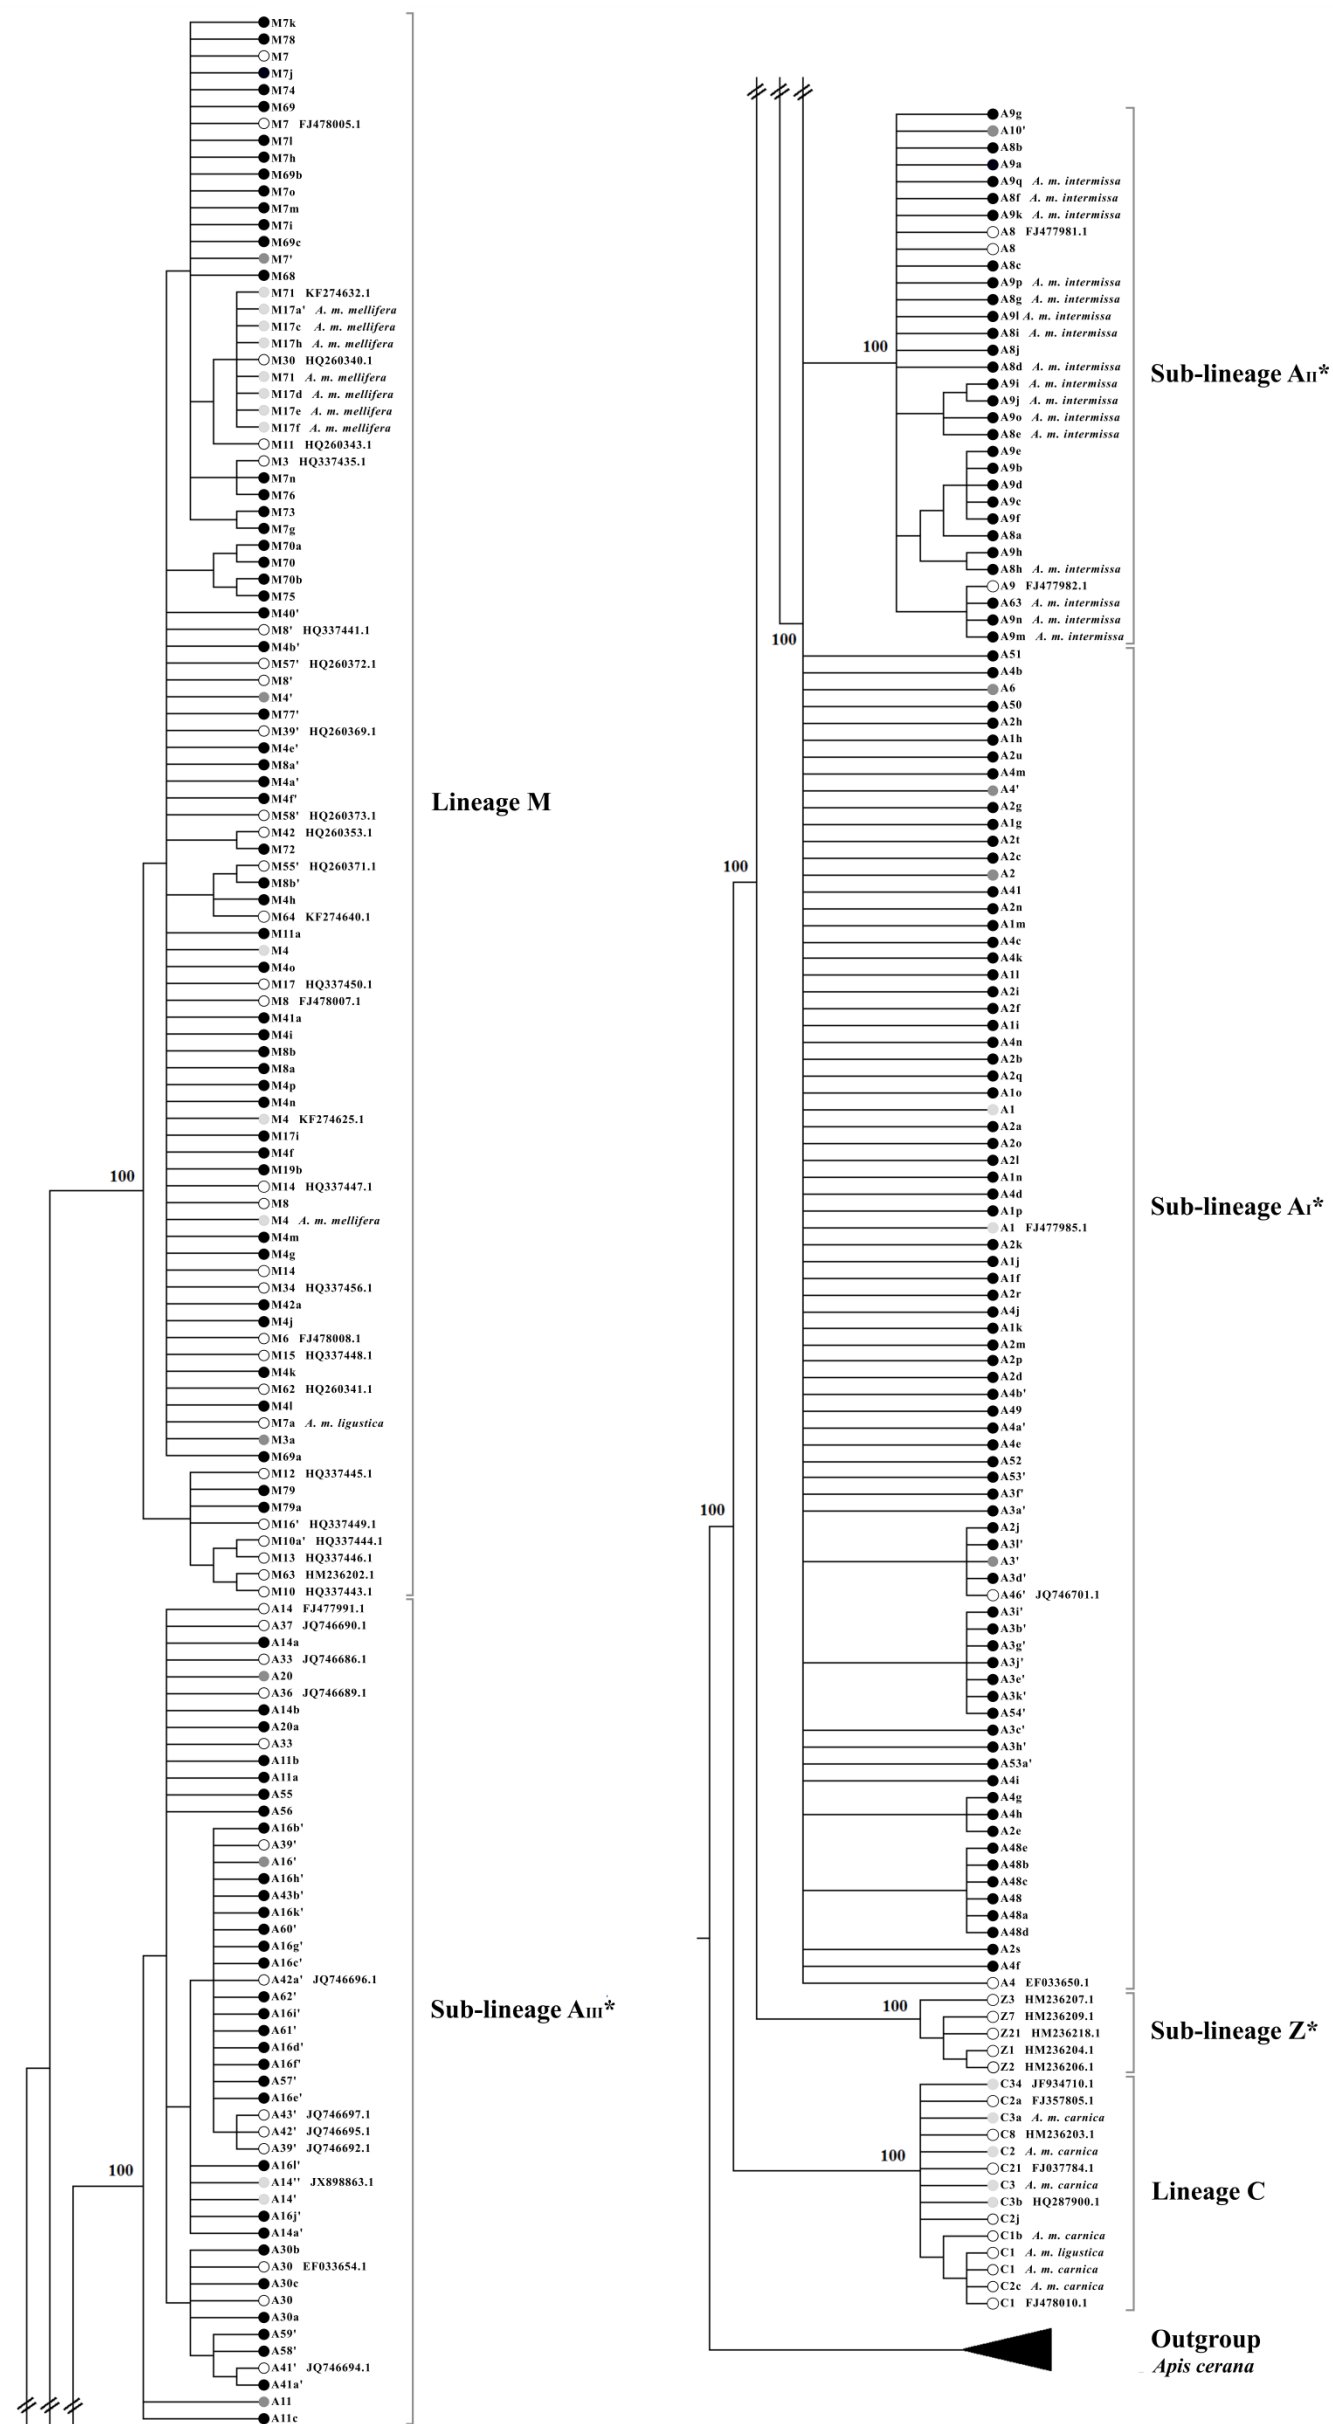 M7k
M78
M7
M7j
M74
M69
M7 FJ478005.1
M7l
M7h
M69b
M7o
M7m
M7i
M69c
M7'
M68
M71 KF274632.1
M17a' A. m. mellifera
M17c A. m. mellifera
M17h A. m. mellifera
M30 HQ260340.1
M71 A. m. mellifera
M17d A. m. mellifera
M17e A. m. mellifera
M17f A. m. mellifera
M11 HQ260343.1
M3 HQ337435.1
M7n
M76
M73
M7g
M70a
M70
M70b
M75
M40'
M8' HQ337441.1
M4b'
M57' HQ260372.1
M8'
M4'
M77'
M39' HQ260369.1
M4e'
M8a'
M4a'
M4f'
M58' HQ260373.1
M42 HQ260353.1
M72
M55' HQ260371.1
M8b'
M4h
M64 KF274640.1
M11a
M4
M4o
M17 HQ337450.1
M8 FJ478007.1
M41a
M4i
M8b
M8a
M4p
M4n
M4 KF274625.1
M17i
M4f
M19b
M14 HQ337447.1
M8
M4 A. m. mellifera
M4m
M4g
M14
M34 HQ337456.1
M42a
M4j
M6 FJ478008.1
M15 HQ337448.1
M4k
M62 HQ260341.1
M4l
M7a A. m. ligustica
M3a
M69a
M12 HQ337445.1
M79
M79a
M16' HQ337449.1
M10a' HQ337444.1
M13 HQ337446.1
M63 HM236202.1
M10 HQ337443.1
100
Lineage M
A14 FJ477991.1
A37 JQ746690.1
A14a
A33 JQ746686.1
A20
A36 JQ746689.1
A14b
A20a
A33
A11b
A11a
A55
A56
A16b'
A39'
A16'
A16h'
A43b'
A16k'
A60'
A16g'
A16c'
A42a' JQ746696.1
A62'
A16i'
A61'
A16d'
A16f'
A57'
A16e'
A43' JQ746697.1
A42' JQ746695.1
A39' JQ746692.1
A16l'
A14'' JX898863.1
A14'
A16j'
A14a'
A30b
A30 EF033654.1
A30c
A30
A30a
A59'
A58'
A41' JQ746694.1
A41a'
A11
A11c
100
Sub-lineage AIII*
A9g
A10'
A8b
A9a
A9q A. m. intermissa
A8f A. m. intermissa
A9k A. m. intermissa
A8 FJ477981.1
A8
A8c
A9p A. m. intermissa
A8g A. m. intermissa
A9l A. m. intermissa
A8i A. m. intermissa
A8j
A8d A. m. intermissa
A9i A. m. intermissa
A9j A. m. intermissa
A9o A. m. intermissa
A8e A. m. intermissa
A9e
A9b
A9d
A9c
A9f
A8a
A9h
A8h A. m. intermissa
A9 FJ477982.1
A63 A. m. intermissa
A9n A. m. intermissa
A9m A. m. intermissa
100
Sub-lineage AII*
100
A51
A4b
A6
A50
A2h
A1h
A2u
A4m
A4'
A2g
A1g
A2t
A2c
A2
A41
A2n
A1m
A4c
A4k
A1l
A2i
A2f
A1i
A4n
A2b
A2q
A1o
A1
A2a
A2o
A2l
A1n
A4d
A1p
A1 FJ477985.1
A2k
A1j
A1f
A2r
A4j
A1k
A2m
A2p
A2d
A4b'
A49
A4a'
A4e
A52
A53'
A3f'
A3a'
A2j
A3l'
A3'
A3d'
A46' JQ746701.1
A3i'
A3b'
A3g'
A3j'
A3e'
A3k'
A54'
A3c'
A3h'
A53a'
A4i
A4g
A4h
A2e
A48e
A48b
A48c
A48
A48a
A48d
A2s
A4f
A4 EF033650.1
Sub-lineage AI*
100
100
Z3 HM236207.1
Z7 HM236209.1
Z21 HM236218.1
Z1 HM236204.1
Z2 HM236206.1
100
Sub-lineage Z*
C34 JF934710.1
C2a FJ357805.1
C3a A. m. carnica
C8 HM236203.1
C2 A. m. carnica
C21 FJ037784.1
C3 A. m. carnica
C3b HQ287900.1
C2j
C1b A. m. carnica
C1 A. m. ligustica
C1 A. m. carnica
C2c A. m. carnica
C1 FJ478010.1
100
Lineage C
Outgroup
Apis cerana